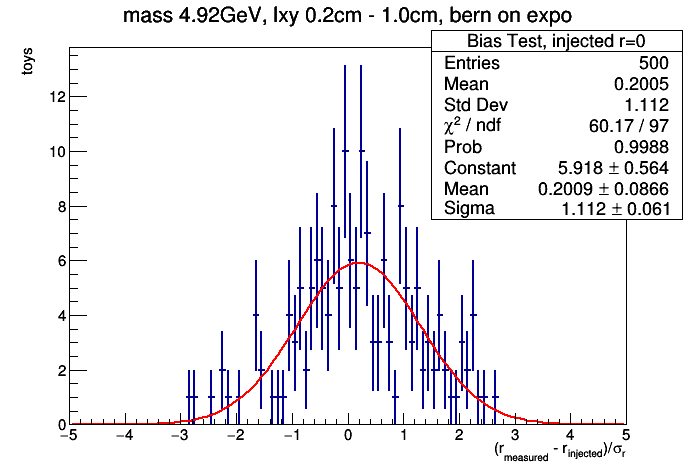 mass 4.92GeV, lxy 0.2cm - 1.0cm, bern on expo
Bias Test, injected r=0
Entries 500
Mean 0.2005
Std Dev 1.112
χ² / ndf 60.17 / 97
Prob 0.9988
Constant 5.918 ± 0.564
Mean 0.2009 ± 0.0866
Sigma 1.112 ± 0.061
toys
12
10
8
6
4
2
0
−5 −4 −3 −2 −1 0 1 2 3 4 5
(r_measured - r_injected)/σ_r